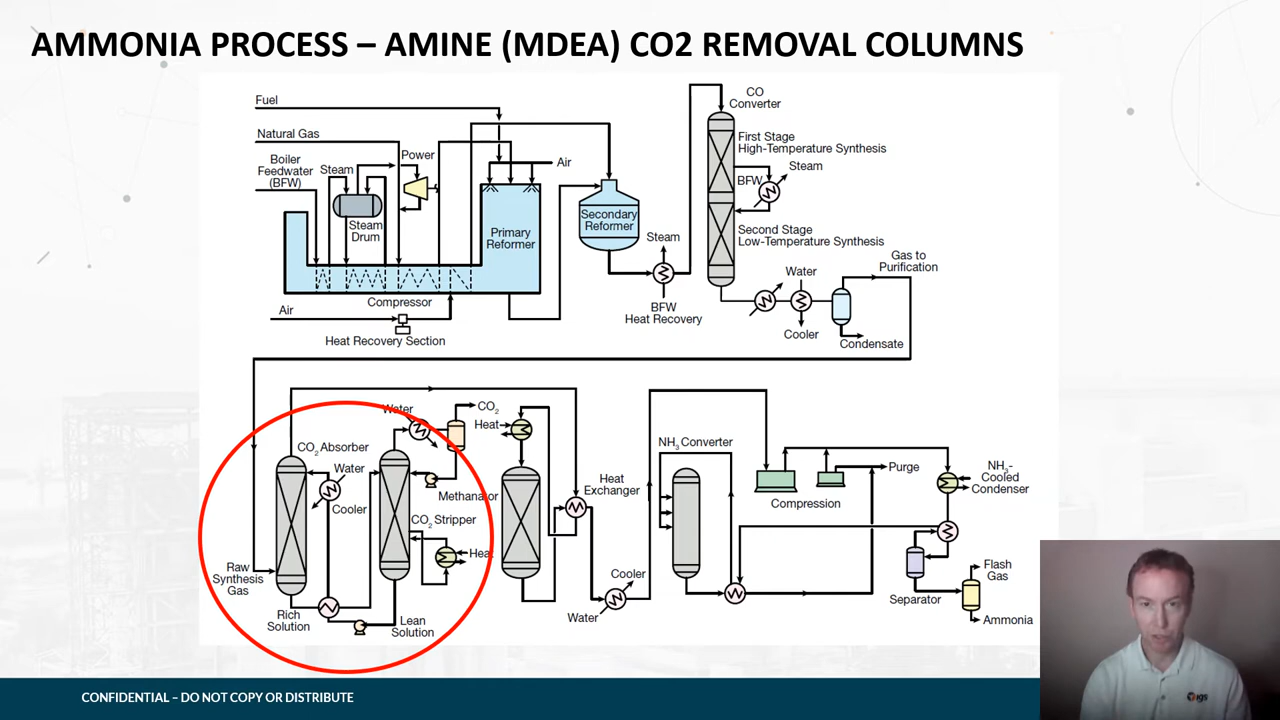 AMMONIA PROCESS – AMINE (MDEA) CO2 REMOVAL COLUMNS
Fuel
Natural Gas
Boiler
Feedwater
(BFW)
Steam
Power
Air
Steam
Drum
Primary
Reformer
Compressor
Air
Heat Recovery Section
Secondary
Reformer
Steam
BFW
Heat Recovery
CO
Converter
First Stage
High-Temperature Synthesis
Steam
BFW
Second Stage
Low-Temperature Synthesis
Water
Cooler
Gas to
Purification
Condensate
CO2 Absorber
Water
Cooler
Raw
Synthesis
Gas
Rich
Solution
Lean
Solution
Water
CO2
CO2 Stripper
Heat
Methanator
Heat
Heat
Exchanger
Cooler
Water
NH3 Converter
Compression
Purge
NH3-
Cooled
Condenser
Separator
Flash
Gas
Ammonia
CONFIDENTIAL – DO NOT COPY OR DISTRIBUTE
igs